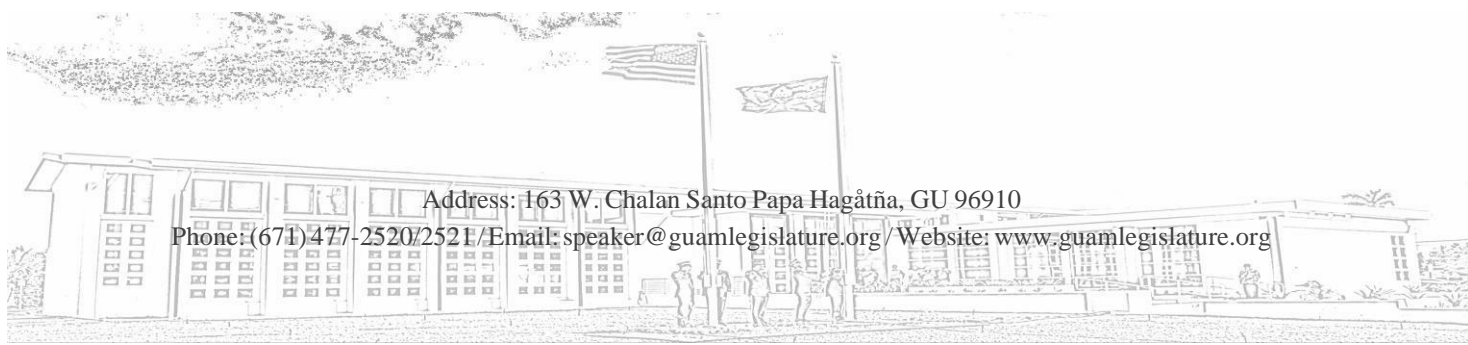 Address: 163 W. Chalan Santo Papa Hagåtña, GU 96910
Phone: (671) 477-2520/2521 / Email: speaker@guamlegislature.org / Website: www.guamlegislature.org